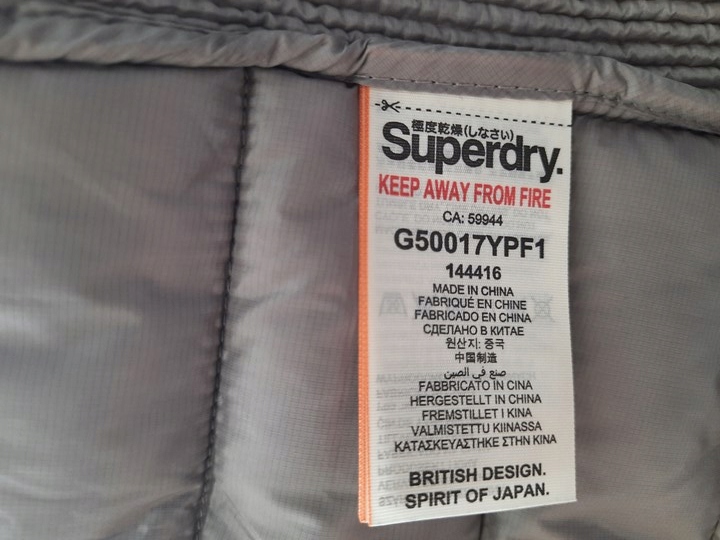 極度乾燥(しなさい)
Superdry.
KEEP AWAY FROM FIRE
CA: 59944
G50017YPF1
144416
MADE IN CHINA
FABRIQUÉ EN CHINE
FABRICADO EN CHINA
СДЕЛАНО В КИТАЕ
원산지: 중국
中国制造
صنع في الصين
FABBRICATO IN CINA
HERGESTELLT IN CHINA
FREMSTILLET I KINA
VALMISTETTU KIINASSA
ΚΑΤΑΣΚΕΥΑΣΤΗΚΕ ΣΤΗΝ ΚΙΝΑ
BRITISH DESIGN.
SPIRIT OF JAPAN.